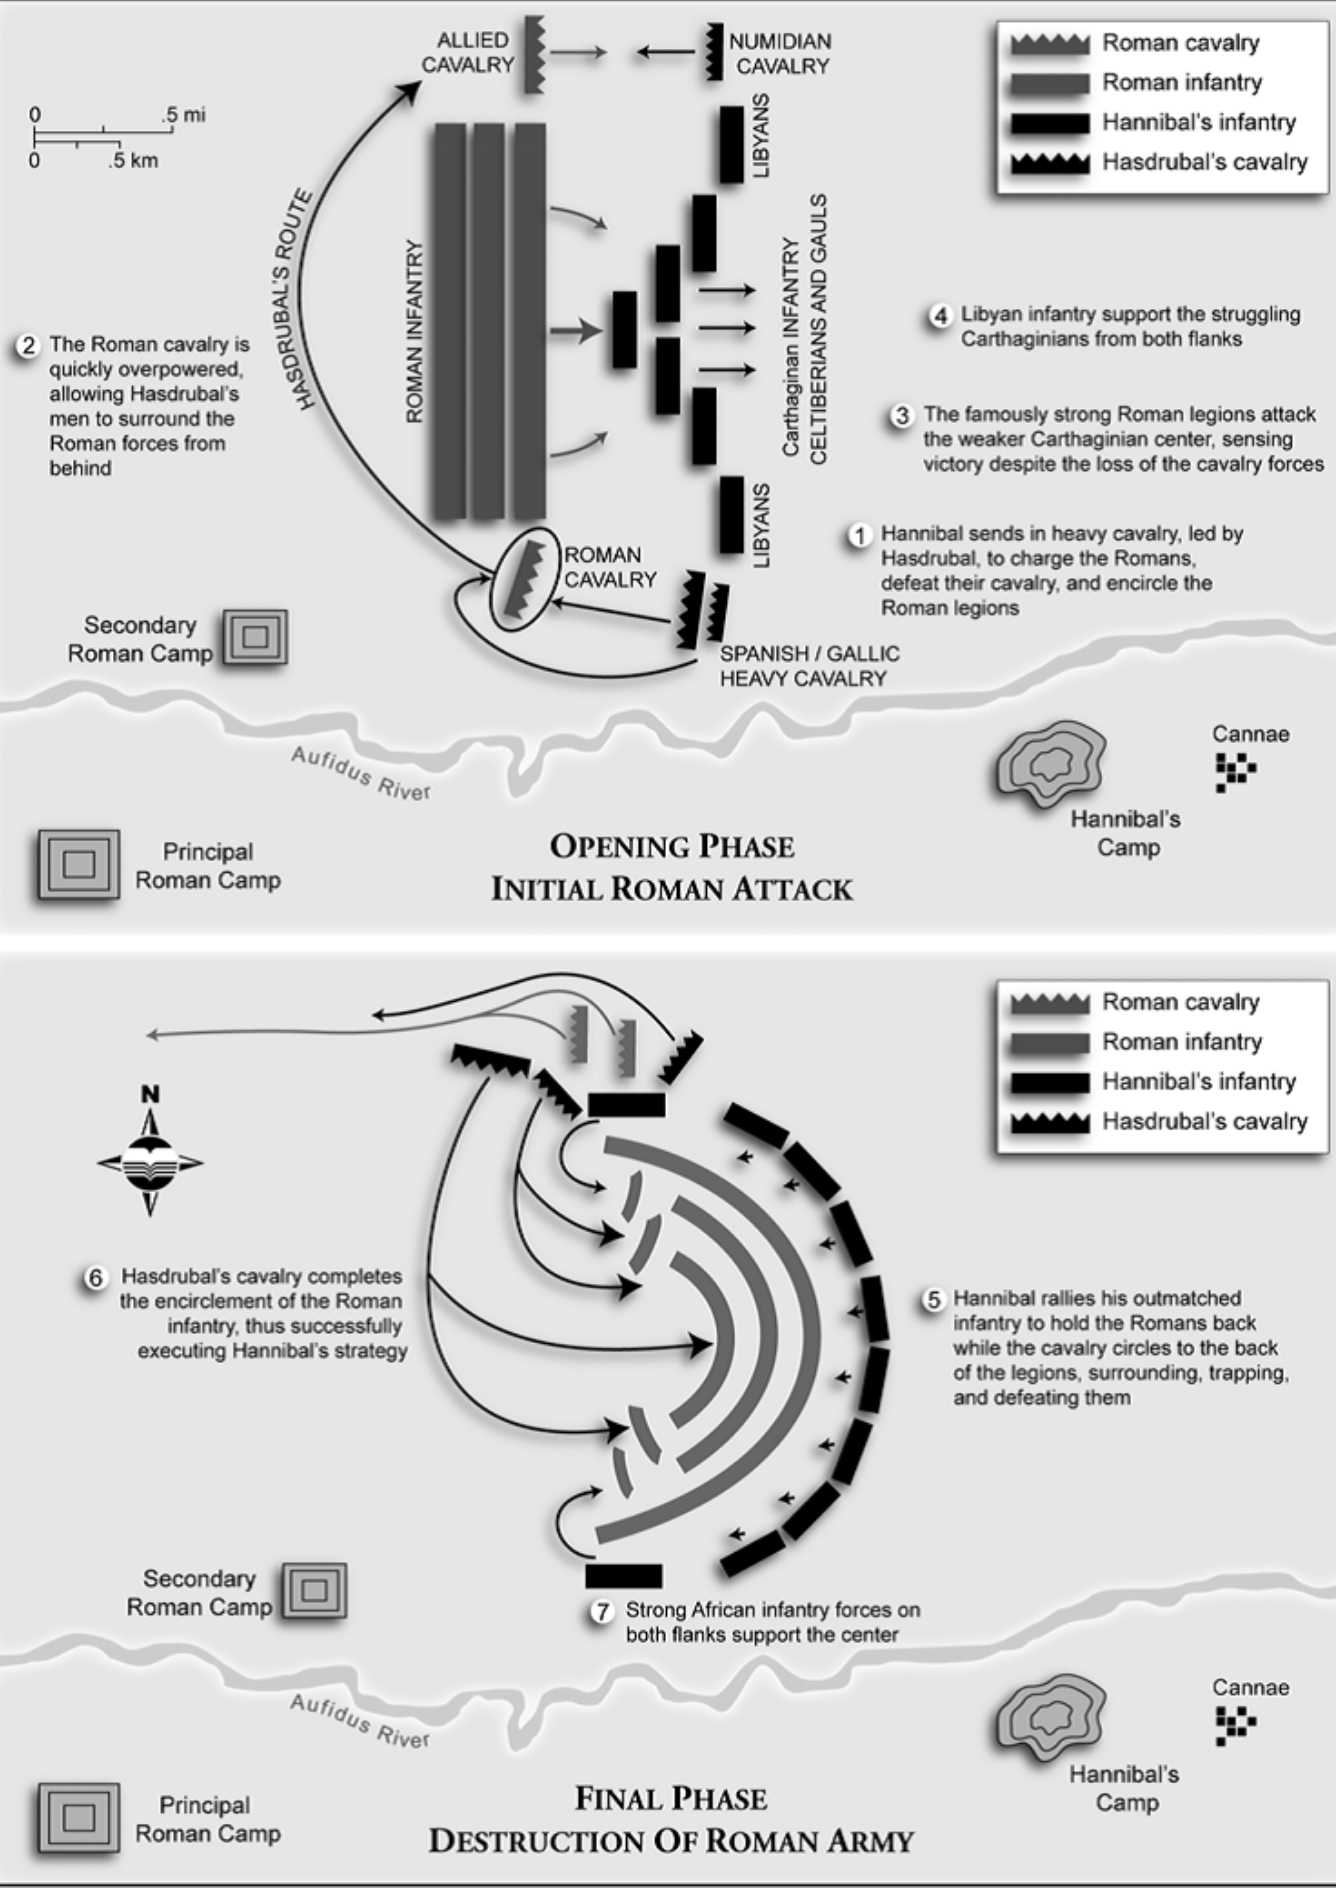 ALLIED
CAVALRY
NUMIDIAN
CAVALRY
Roman cavalry
Roman infantry
Hannibal's infantry
Hasdrubal's cavalry
0 .5 mi
0 .5 km
LIBYANS
HASDRUBAL'S ROUTE
ROMAN INFANTRY
Carthaginan INFANTRY
CELTIBERIANS AND GAULS
2 The Roman cavalry is
quickly overpowered,
allowing Hasdrubal's
men to surround the
Roman forces from
behind
4 Libyan infantry support the struggling
Carthaginians from both flanks
3 The famously strong Roman legions attack
the weaker Carthaginian center, sensing
victory despite the loss of the cavalry forces
LIBYANS
1 Hannibal sends in heavy cavalry, led by
Hasdrubal, to charge the Romans,
defeat their cavalry, and encircle the
Roman legions
ROMAN
CAVALRY
SPANISH / GALLIC
HEAVY CAVALRY
Secondary
Roman Camp
Aufidus River
Cannae
Hannibal's
Camp
Principal
Roman Camp
OPENING PHASE
INITIAL ROMAN ATTACK
Roman cavalry
Roman infantry
Hannibal's infantry
Hasdrubal's cavalry
N
6 Hasdrubal's cavalry completes
the encirclement of the Roman
infantry, thus successfully
executing Hannibal's strategy
5 Hannibal rallies his outmatched
infantry to hold the Romans back
while the cavalry circles to the back
of the legions, surrounding, trapping,
and defeating them
7 Strong African infantry forces on
both flanks support the center
Secondary
Roman Camp
Aufidus River
Cannae
Hannibal's
Camp
Principal
Roman Camp
FINAL PHASE
DESTRUCTION OF ROMAN ARMY